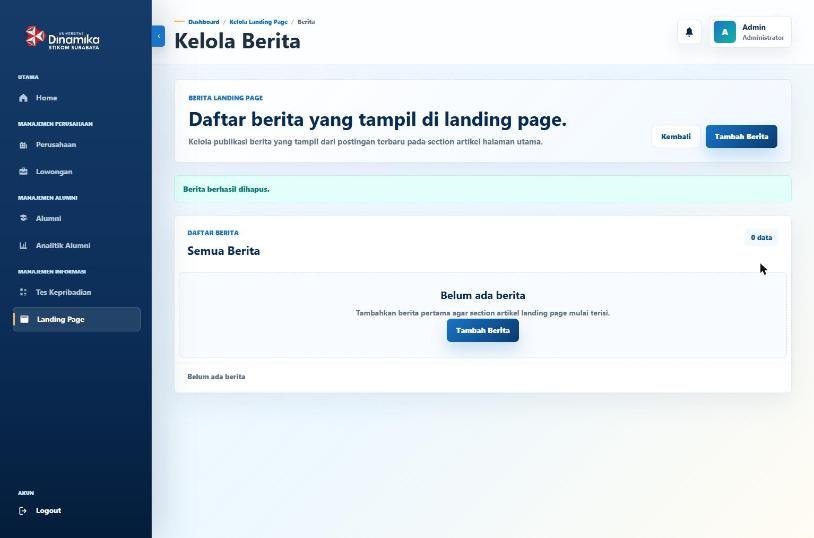 UNIVERSITAS
Dinamika
STIKOM SURABAYA
UTAMA
Home
MANAJEMEN PERUSAHAAN
Perusahaan
Lowongan
MANAJEMEN ALUMNI
Alumni
Analitik Alumni
MANAJEMEN INFORMASI
Tes Kepribadian
Landing Page
AKUN
Logout
Dashboard / Kelola Landing Page / Berita
Kelola Berita
A
Admin
Administrator
BERITA LANDING PAGE
Daftar berita yang tampil di landing page.
Kelola publikasi berita yang tampil dari postingan terbaru pada section artikel halaman utama.
Kembali
Tambah Berita
Berita berhasil dihapus.
DAFTAR BERITA
Semua Berita
0 data
Belum ada berita
Tambahkan berita pertama agar section artikel landing page mulai terisi.
Tambah Berita
Belum ada berita